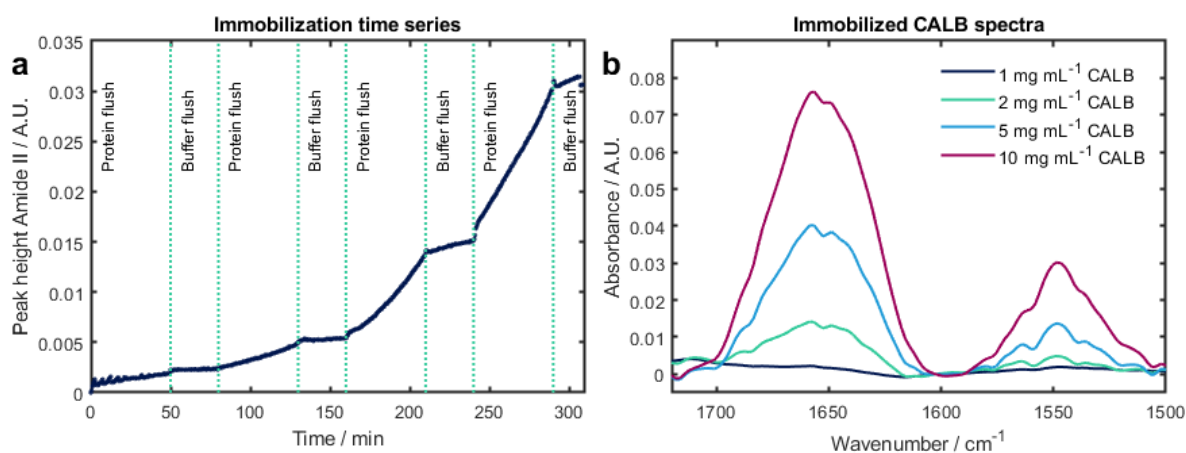 Immobilization time series
a
Peak height Amide II / A.U.
0.035
0.03
0.025
0.02
0.015
0.01
0.005
0
Protein flush
Buffer flush
Protein flush
Buffer flush
Protein flush
Buffer flush
Protein flush
Buffer flush
0 50 100 150 200 250 300
Time / min
Immobilized CALB spectra
b
Absorbance / A.U.
0.08
0.07
0.06
0.05
0.04
0.03
0.02
0.01
0
1 mg mL⁻¹ CALB
2 mg mL⁻¹ CALB
5 mg mL⁻¹ CALB
10 mg mL⁻¹ CALB
1700 1650 1600 1550 1500
Wavenumber / cm⁻¹